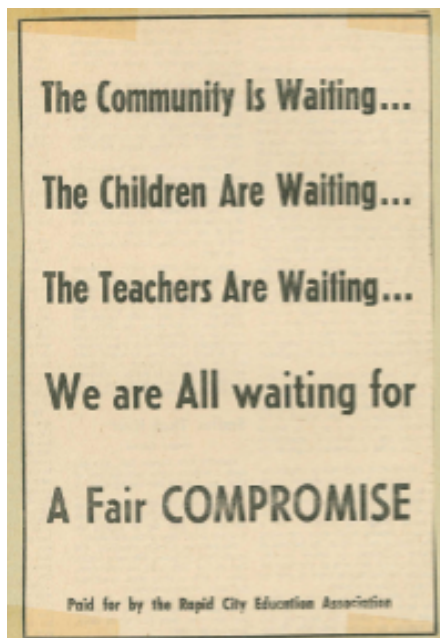 The Community Is Waiting...
The Children Are Waiting...
The Teachers Are Waiting...
We are All waiting for
A Fair COMPROMISE
Paid for by the Rapid City Education Association